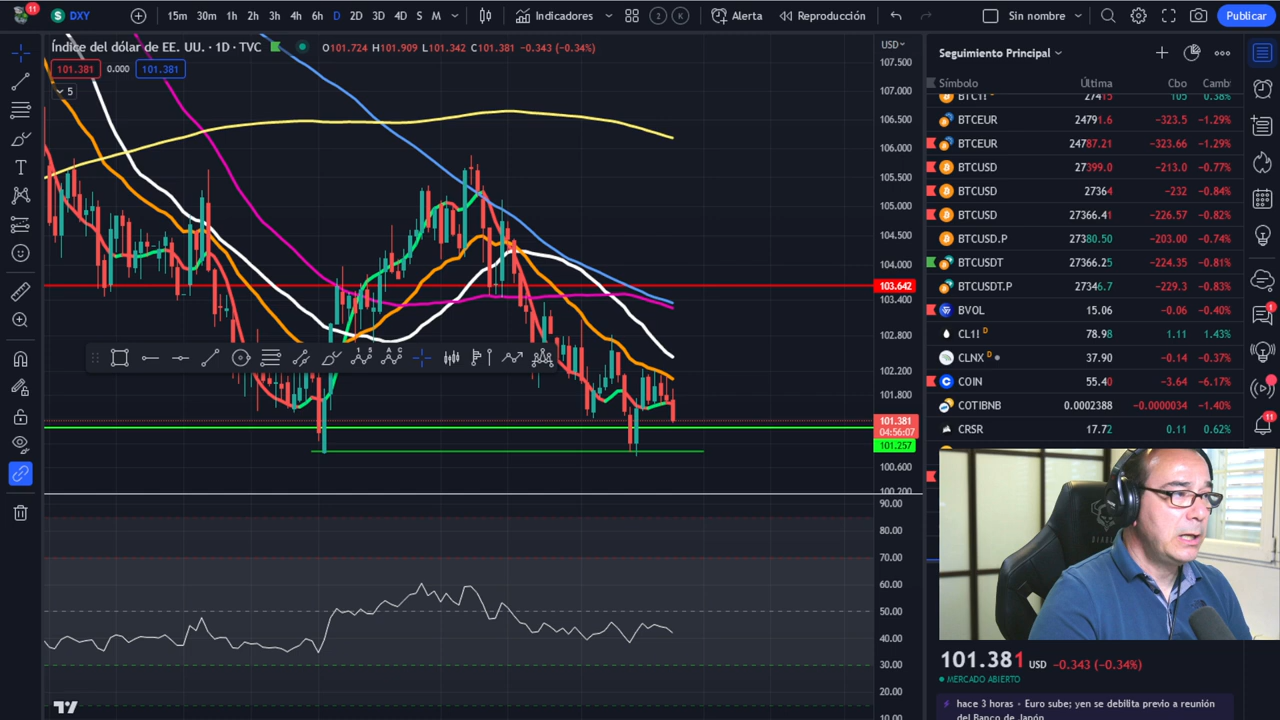 11
S DXY
15m 30m 1h 2h 3h 4h 6h D 2D 3D 4D S M
Indicadores
2 K
Alerta
Reproducción
Sin nombre
Publicar
Índice del dólar de EE. UU. · 1D · TVC
O101.724 H101.909 L101.342 C101.381 -0.343 (-0.34%)
101.381 0.000 101.381
5
USD
107.500
107.000
106.500
106.000
105.500
105.000
104.500
104.000
103.642
103.400
102.800
102.200
101.800
101.381
04:56:07
101.257
100.600
100.200
90.00
80.00
70.00
60.00
50.00
40.00
30.00
20.00
10.00
S
C
Seguimiento Principal
Símbolo Última Cbo Camb
BTC1! 27415 105 0.38%
BTCEUR 24791.6 -323.5 -1.29%
BTCEUR 24787.21 -323.66 -1.29%
BTCUSD 27399.0 -213.0 -0.77%
BTCUSD 27364 -232 -0.84%
BTCUSD 27366.41 -226.57 -0.82%
BTCUSD.P 27380.50 -203.00 -0.74%
BTCUSDT 27366.25 -224.35 -0.81%
BTCUSDT.P 27346.7 -229.3 -0.83%
BVOL 15.06 -0.06 -0.40%
CL1! D 78.98 1.11 1.43%
CLNX D 37.90 -0.14 -0.37%
COIN 55.40 -3.64 -6.17%
COTIBNB 0.0002388 -0.0000034 -1.40%
CRSR 17.72 0.11 0.62%
1
11
101.381 USD -0.343 (-0.34%)
MERCADO ABIERTO
hace 3 horas • Euro sube; yen se debilita previo a reunión
del Banco de Japón